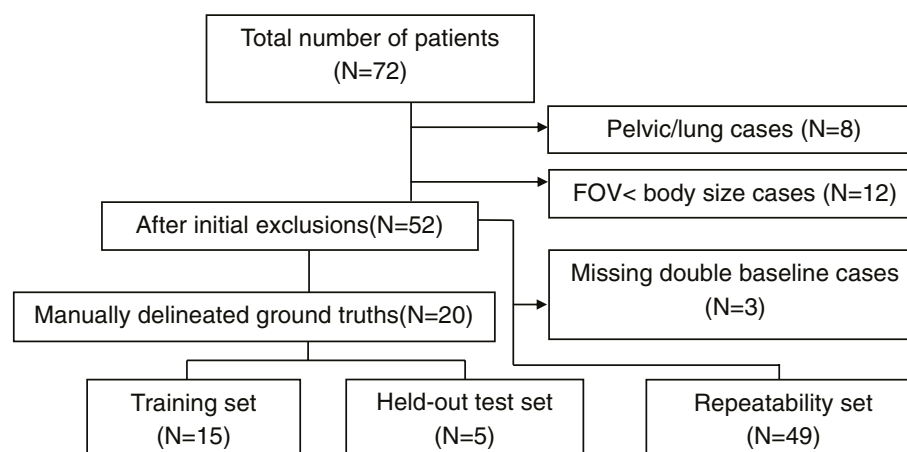 Total number of patients
(N=72)
Pelvic/lung cases (N=8)
FOV< body size cases (N=12)
After initial exclusions(N=52)
Missing double baseline cases
(N=3)
Manually delineated ground truths(N=20)
Training set
(N=15)
Held-out test set
(N=5)
Repeatability set
(N=49)